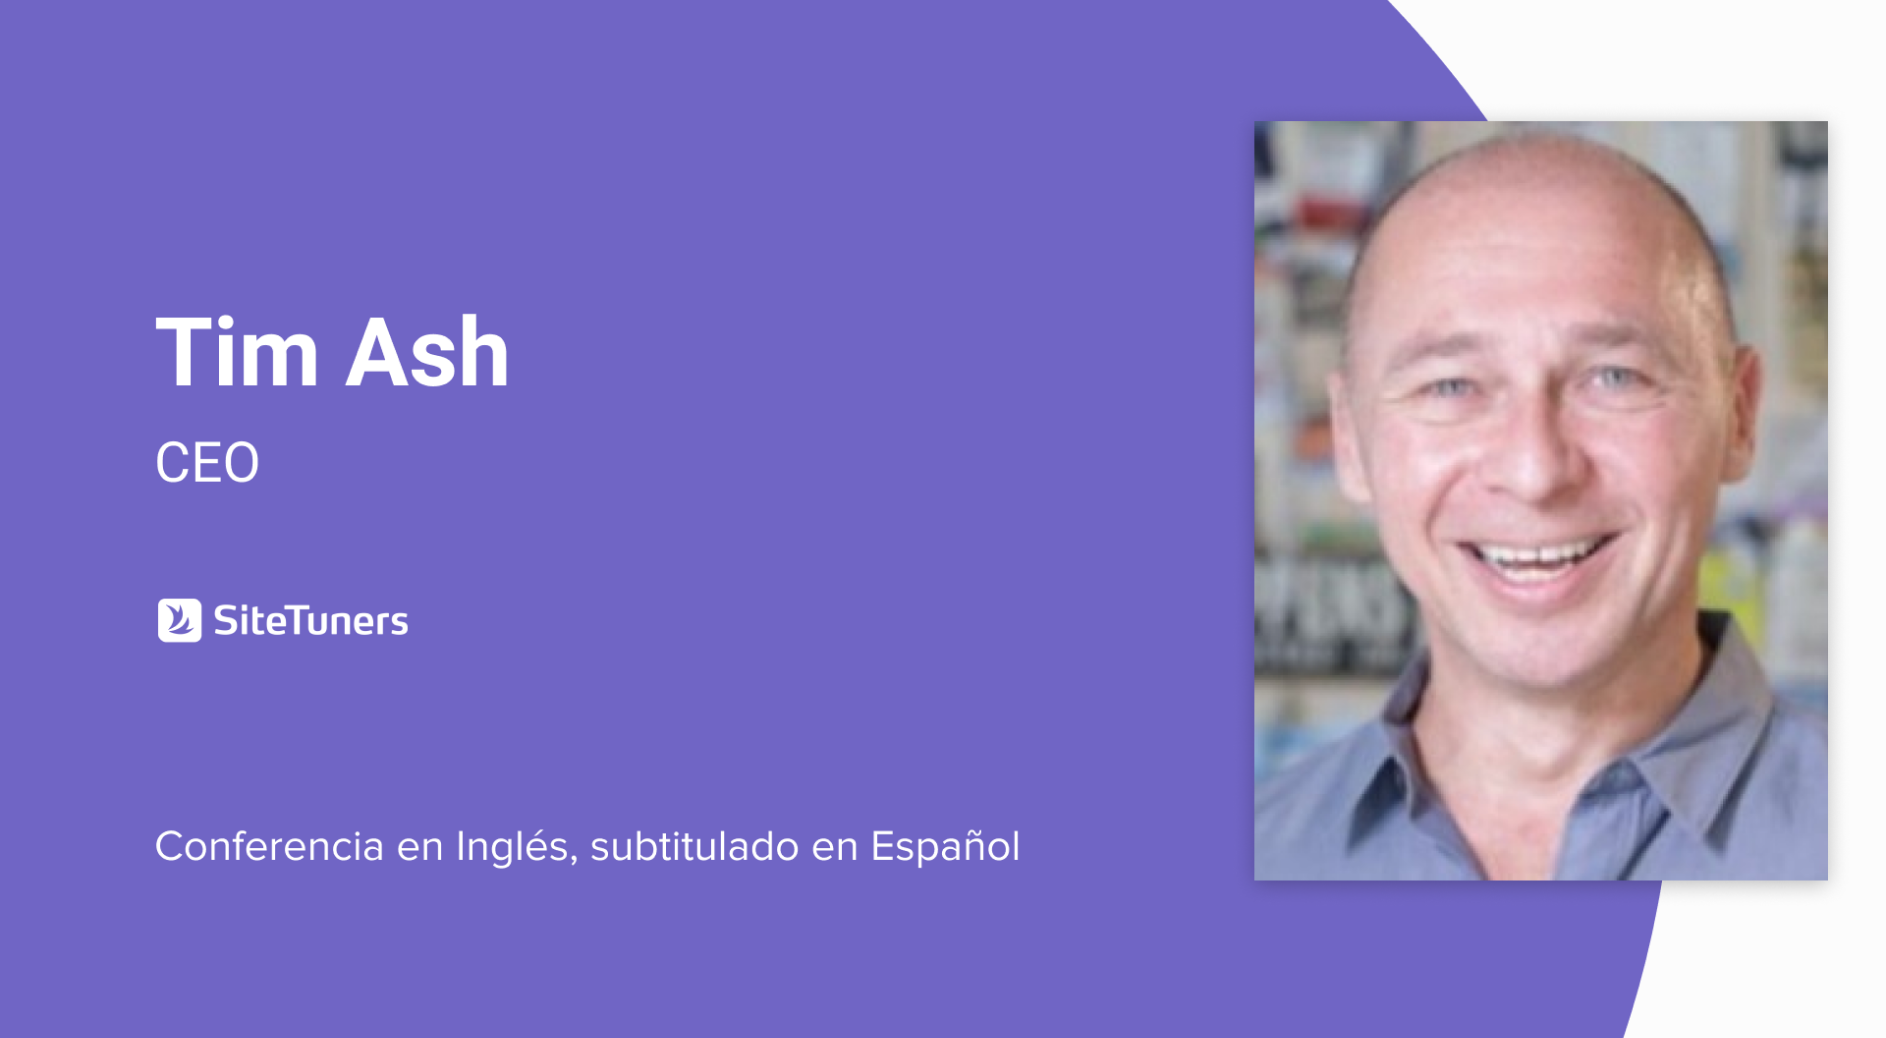 Tim Ash
CEO
SiteTuners
Conferencia en Inglés, subtitulado en Español